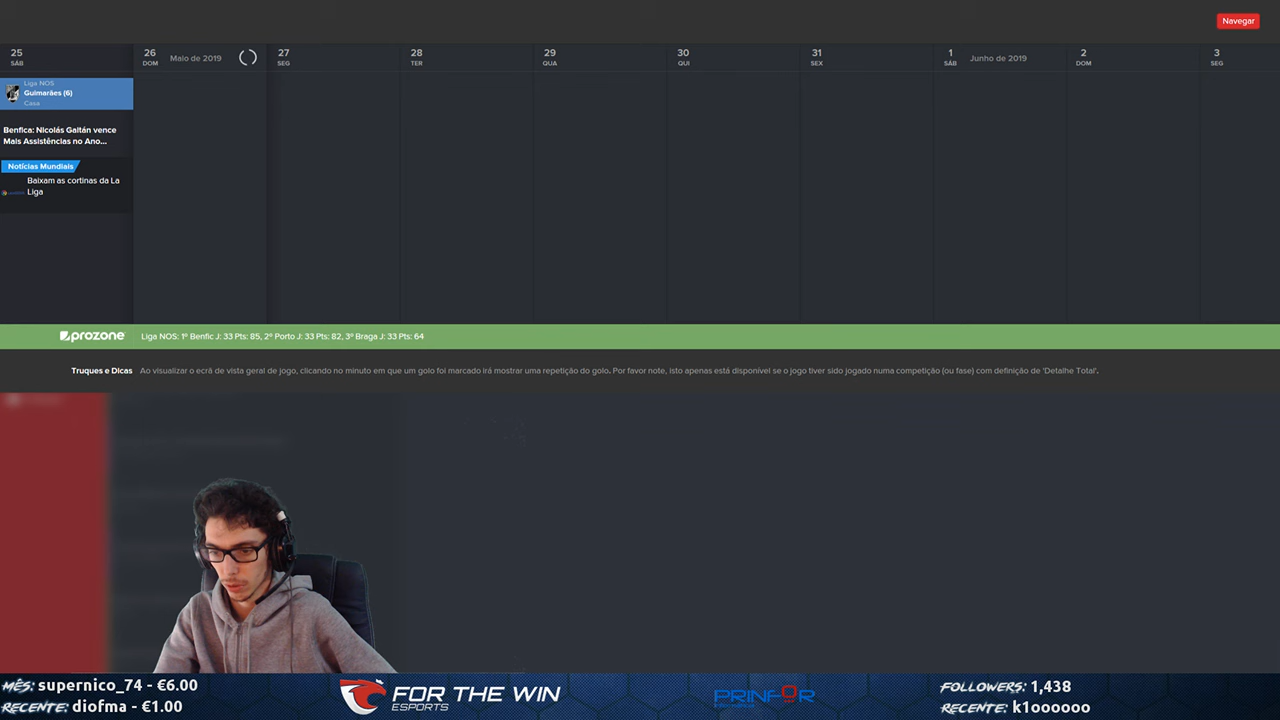 Navegar
25
SÁB
26
DOM
Maio de 2019
27
SEG
28
TER
29
QUA
30
QUI
31
SEX
1
SÁB
Junho de 2019
2
DOM
3
SEG
Liga NOS
Guimarães (6)
Casa
Benfica: Nicolás Gaitán vence
Mais Assistências no Ano...
Notícias Mundiais
Baixam as cortinas da La
Liga
prozone
Liga NOS: 1º Benfic J: 33 Pts: 85, 2º Porto J: 33 Pts: 82, 3º Braga J: 33 Pts: 64
Truques e Dicas
Ao visualizar o ecrã de vista geral de jogo, clicando no minuto em que um golo foi marcado irá mostrar uma repetição do golo. Por favor note, isto apenas está disponível se o jogo tiver sido jogado numa competição (ou fase) com definição de 'Detalhe Total'.
MÊS: supernico_74 - €6.00
RECENTE: diofma - €1.00
FOR THE WIN
ESPORTS
PRINFOR
FOLLOWERS: 1,438
RECENTE: k1oooooo